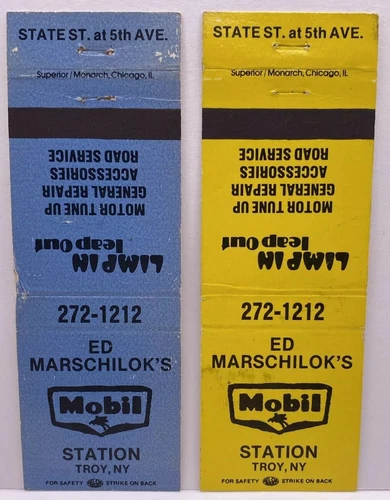 STATE ST. at 5th AVE.
Superior/Monarch, Chicago, IL
ROAD SERVICE
ACCESSORIES
GENERAL REPAIR
MOTOR TUNE UP
leap Out
LIMP IN
272-1212
ED
MARSCHILOK'S
Mobil
STATION
TROY, NY
FOR SAFETY STRIKE ON BACK
STATE ST. at 5th AVE.
Superior/Monarch, Chicago, IL
ROAD SERVICE
ACCESSORIES
GENERAL REPAIR
MOTOR TUNE UP
leap Out
LIMP IN
272-1212
ED
MARSCHILOK'S
Mobil
STATION
TROY, NY
FOR SAFETY STRIKE ON BACK